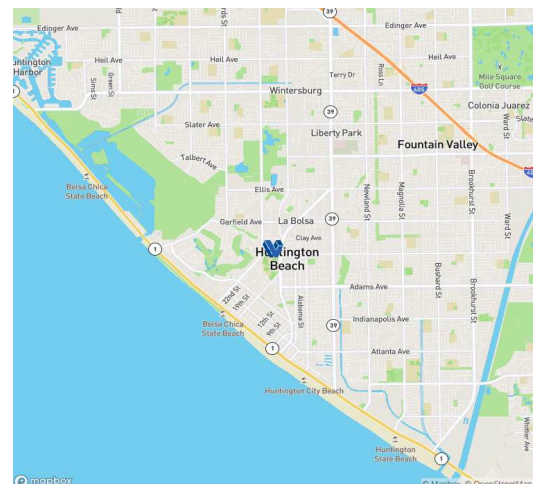 39
Edinger Ave
Edinger Ave
Heil Ave
Heil Ave
Heil Ave
Terry Dr
Ross Ln
Mile Square
Golf Course
untington
Harbor
Sims St
Green St
1
Wintersburg
405
Colonia Juarez
39
Slater Ave
Liberty Park
Ward St
Slate
Fountain Valley
Talbert Ave
Bolsa Chica
State Beach
Ellis Ave
Newland St
Magnolia St
Brookhurst St
Garfield Ave
La Bolsa
39
Ward St
Clay Ave
1
Huntington
Beach
Bushard St
Brookhurst St
Adams Ave
22nd St
19th St
Alabama St
Bolsa Chica
State Beach
12th St
9th St
39
Indianapolis Ave
1
Atlanta Ave
Huntington City Beach
Whittier Ave
Huntington
State Beach
1
mapbox
© Mapbox © OpenStreetMap